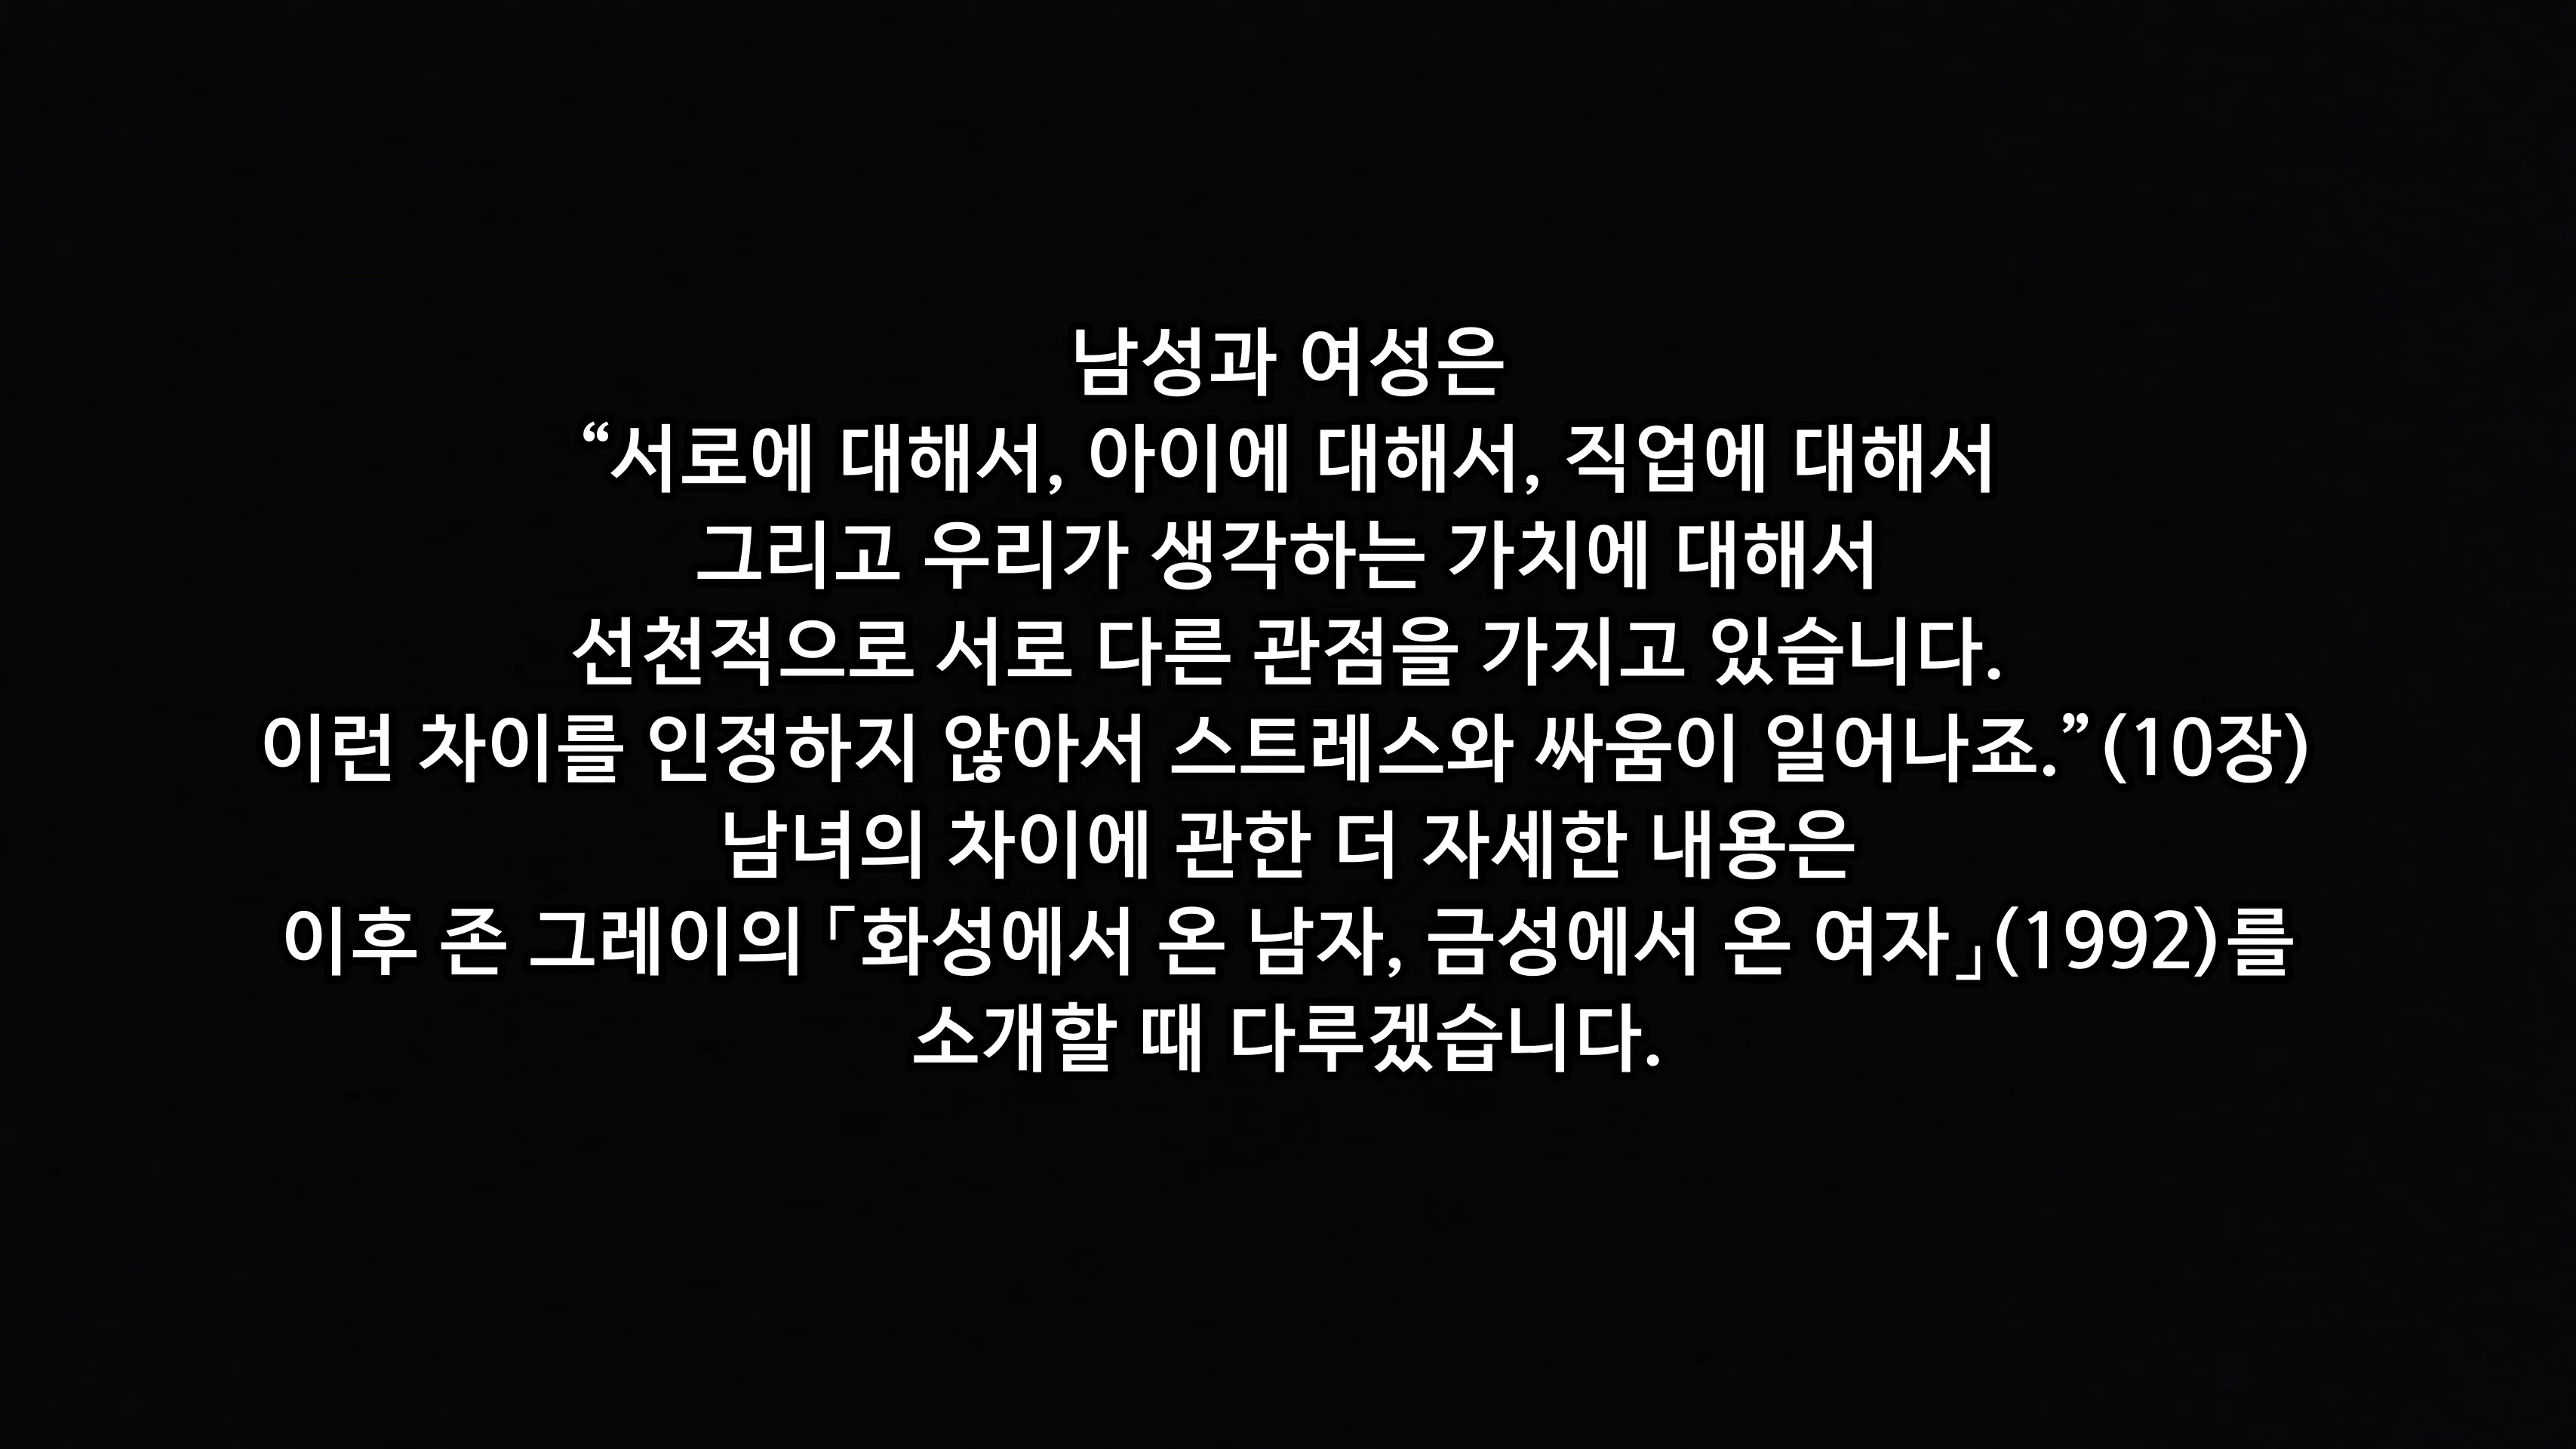 남성과 여성은
“서로에 대해서, 아이에 대해서, 직업에 대해서
그리고 우리가 생각하는 가치에 대해서
선천적으로 서로 다른 관점을 가지고 있습니다.
이런 차이를 인정하지 않아서 스트레스와 싸움이 일어나죠.”(10장)
남녀의 차이에 관한 더 자세한 내용은
이후 존 그레이의 ｢화성에서 온 남자, 금성에서 온 여자｣(1992)를
소개할 때 다루겠습니다.